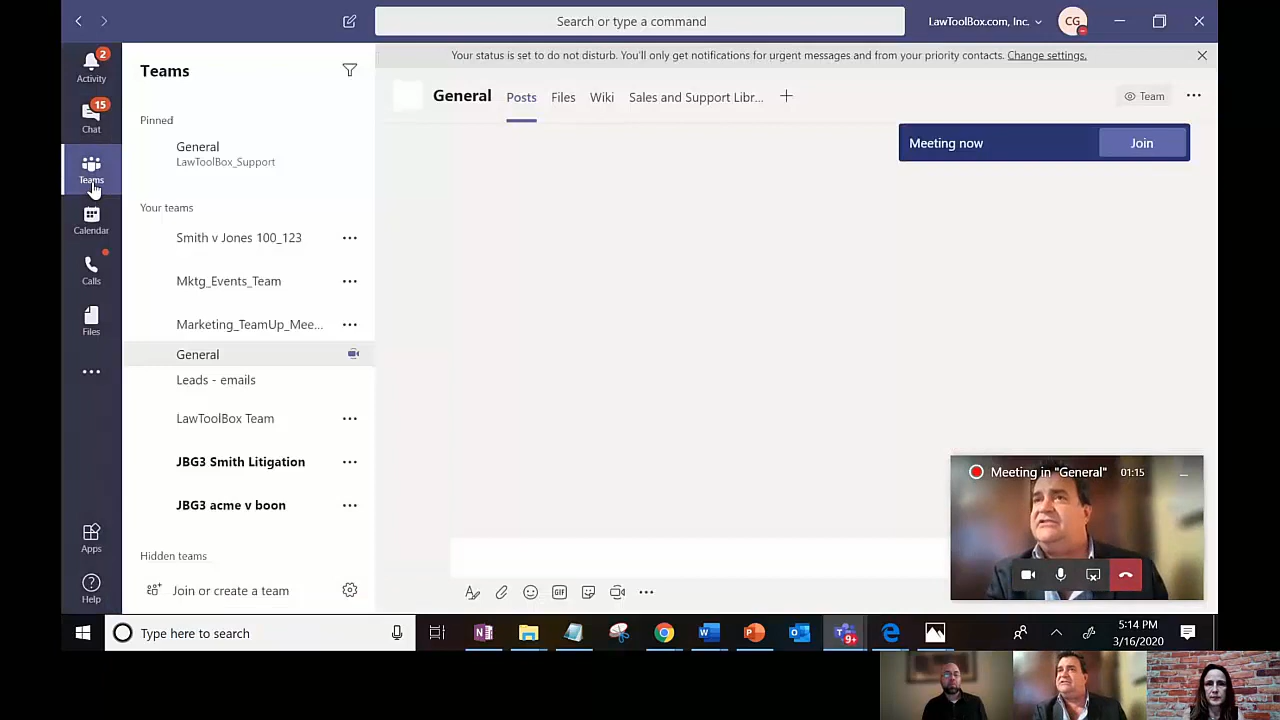 Search or type a command
LawToolBox.com, Inc.
CG
Your status is set to do not disturb. You'll only get notifications for urgent messages and from your priority contacts. Change settings.
2
Activity
15
Chat
Teams
Calendar
Calls
Files
Apps
Help
Teams
Pinned
General
LawToolBox_Support
Your teams
Smith v Jones 100_123
Mktg_Events_Team
Marketing_TeamUp_Mee...
General
Leads - emails
LawToolBox Team
JBG3 Smith Litigation
JBG3 acme v boon
Hidden teams
Join or create a team
General Posts Files Wiki Sales and Support Libr...
Team
Meeting now Join
Meeting in "General" 01:15
GIF
Type here to search
9+
5:14 PM
3/16/2020